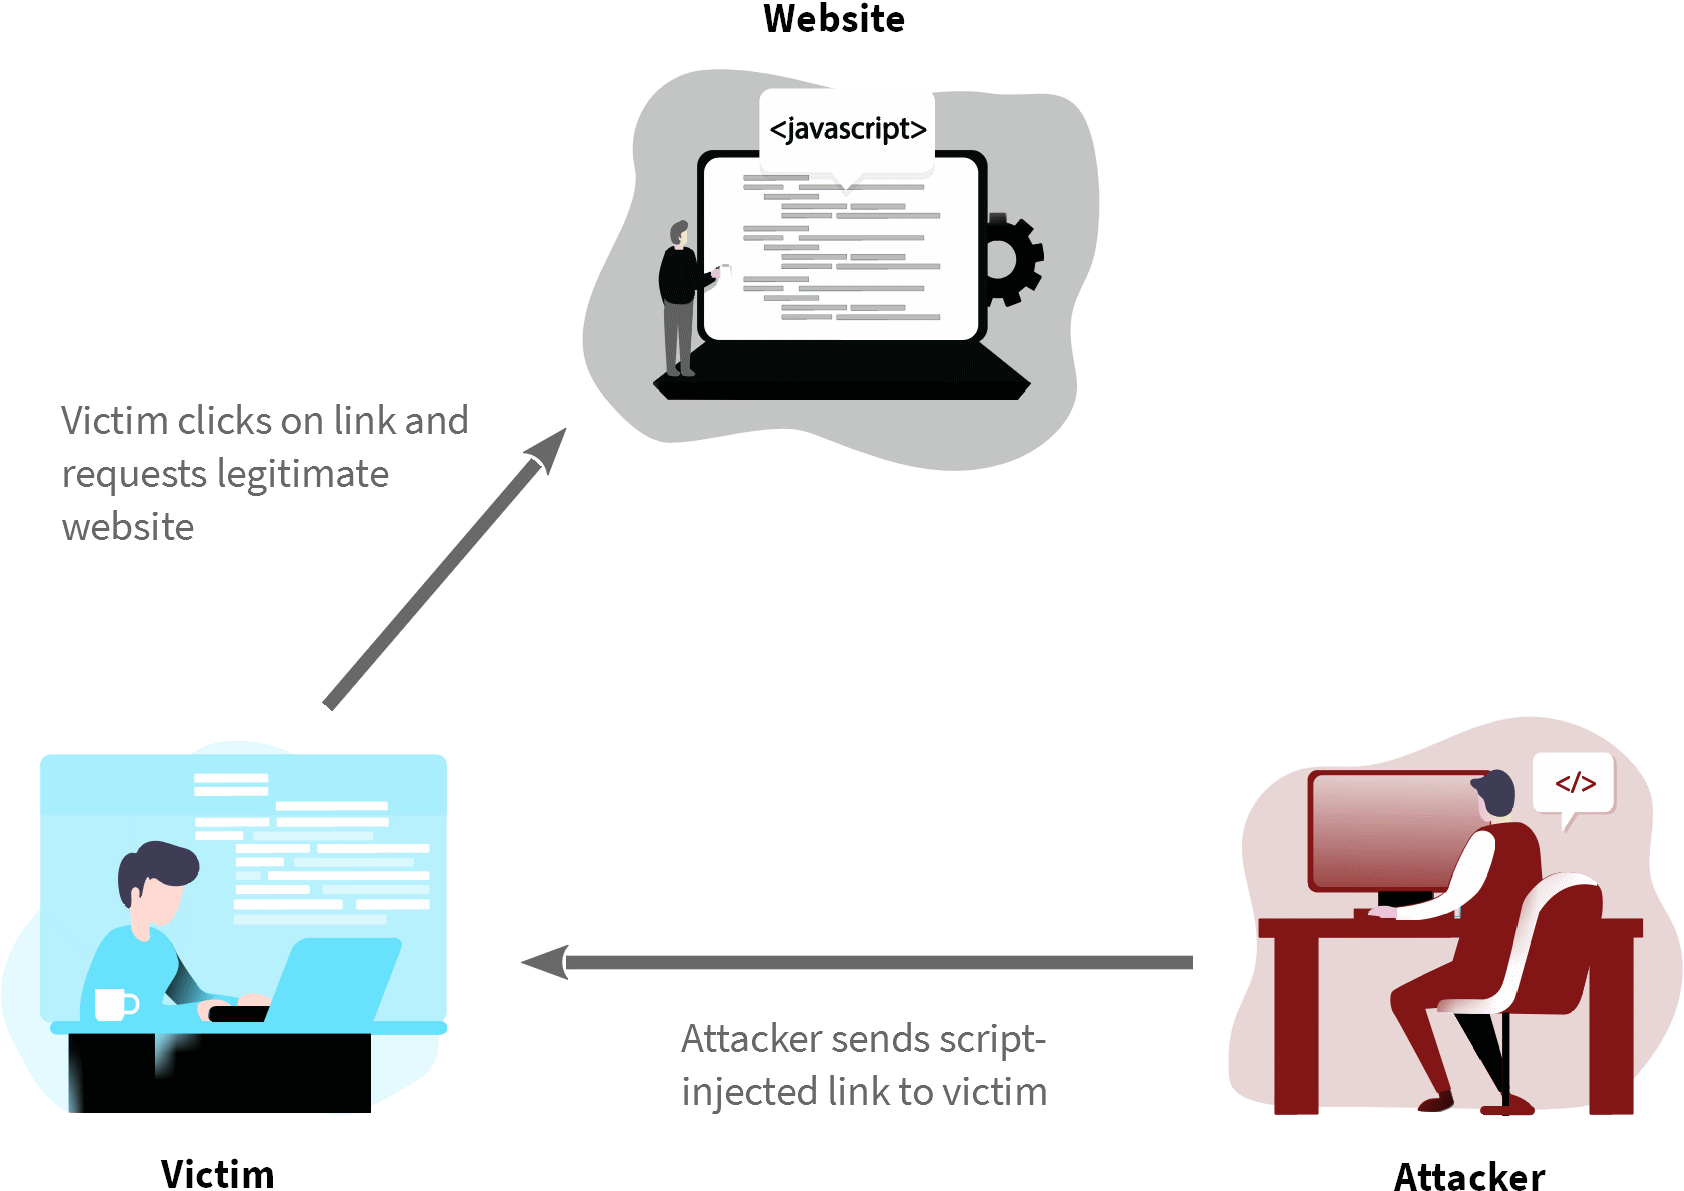 Website
<javascript>
Victim clicks on link and
requests legitimate
website
</>
Attacker sends script-
injected link to victim
Victim
Attacker